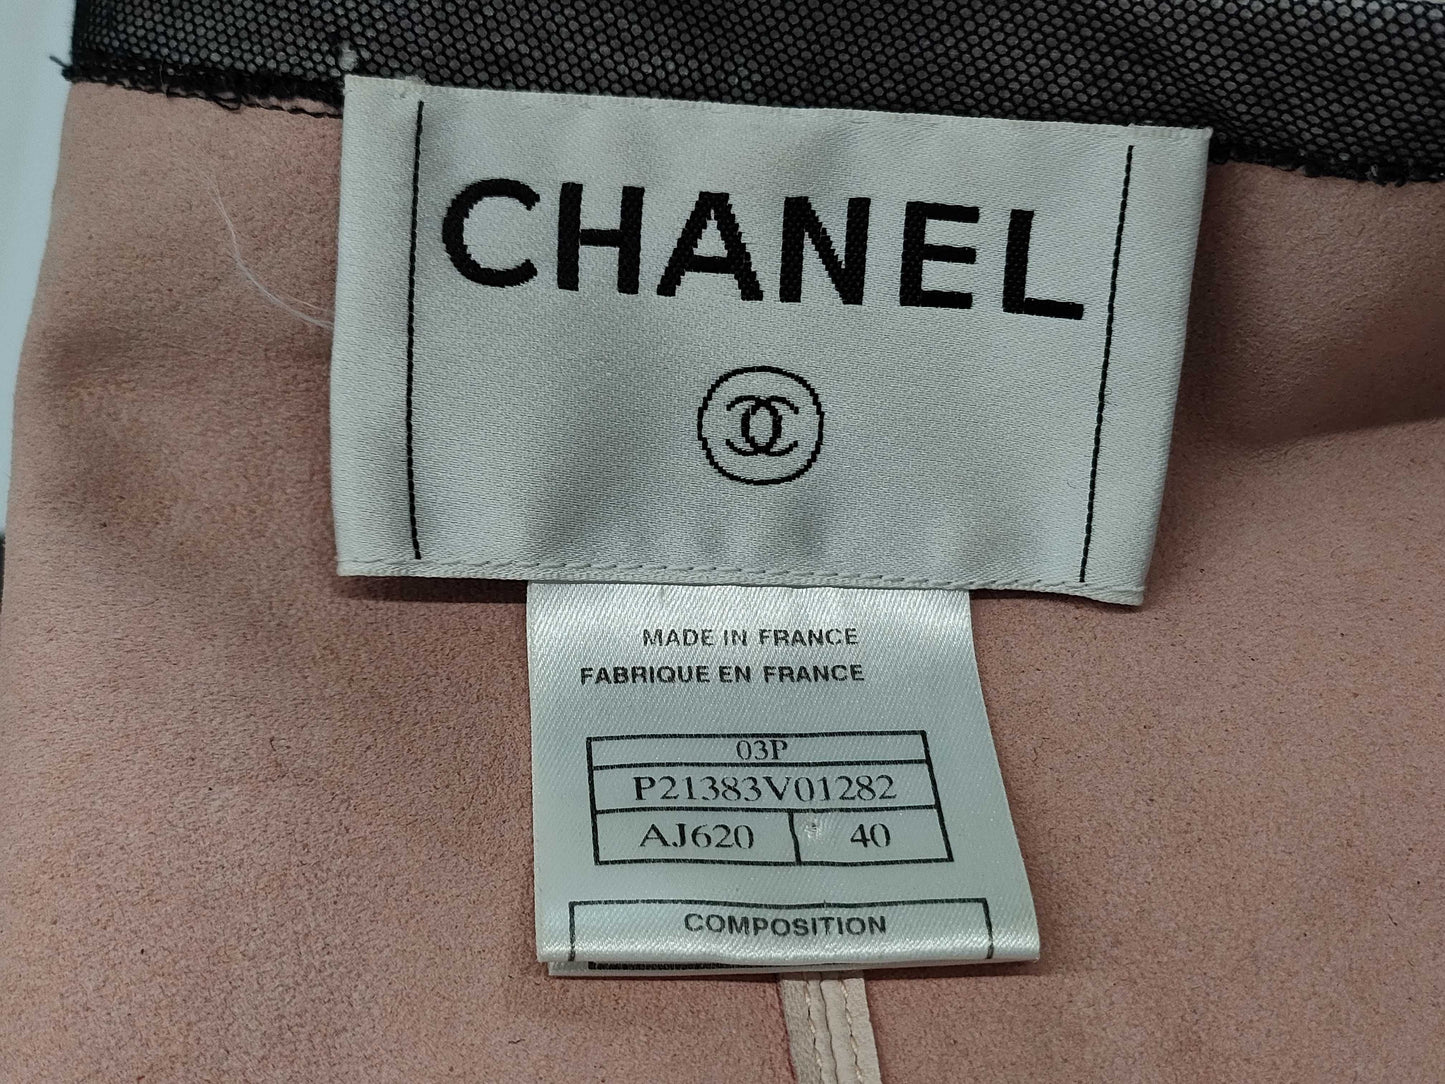 CHANEL
MADE IN FRANCE
FABRIQUE EN FRANCE
03P
P21383V01282
AJ620 40
COMPOSITION